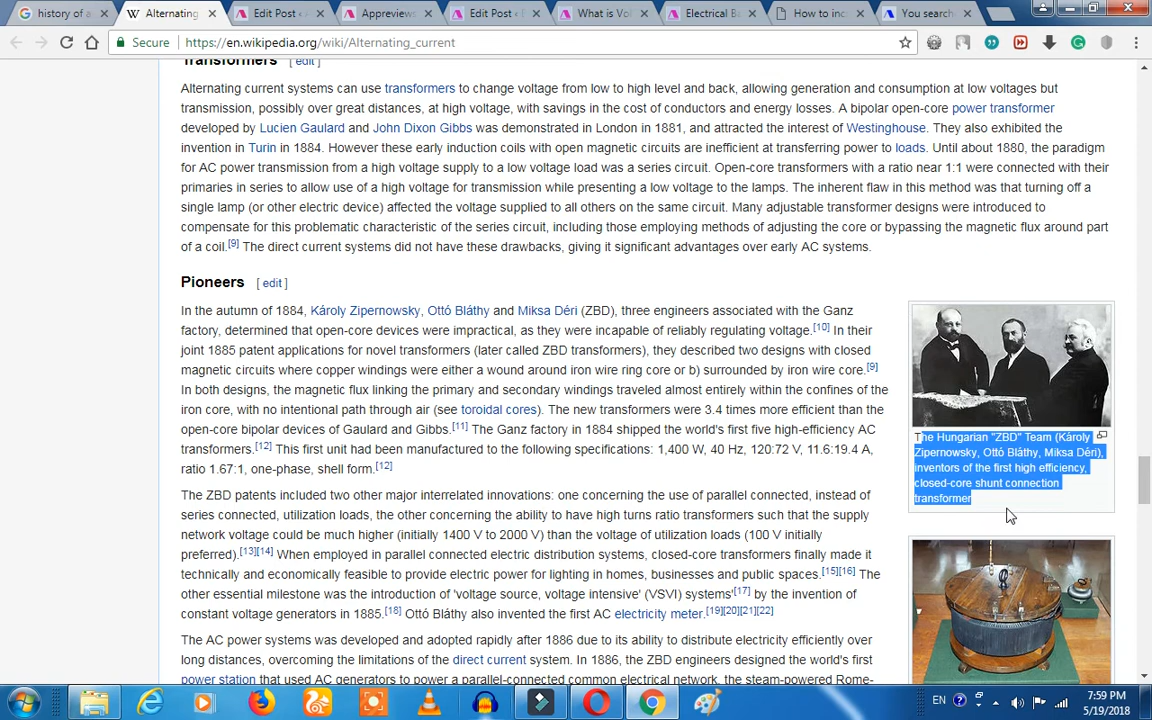 history of a
Alternating
Edit Post ‹
Appreviews
Edit Post ‹
What is Vol
Electrical Ba
How to inc
You search
Secure https://en.wikipedia.org/wiki/Alternating_current
Transformers [ edit ]
Alternating current systems can use transformers to change voltage from low to high level and back, allowing generation and consumption at low voltages but
transmission, possibly over great distances, at high voltage, with savings in the cost of conductors and energy losses. A bipolar open-core power transformer
developed by Lucien Gaulard and John Dixon Gibbs was demonstrated in London in 1881, and attracted the interest of Westinghouse. They also exhibited the
invention in Turin in 1884. However these early induction coils with open magnetic circuits are inefficient at transferring power to loads. Until about 1880, the paradigm
for AC power transmission from a high voltage supply to a low voltage load was a series circuit. Open-core transformers with a ratio near 1:1 were connected with their
primaries in series to allow use of a high voltage for transmission while presenting a low voltage to the lamps. The inherent flaw in this method was that turning off a
single lamp (or other electric device) affected the voltage supplied to all others on the same circuit. Many adjustable transformer designs were introduced to
compensate for this problematic characteristic of the series circuit, including those employing methods of adjusting the core or bypassing the magnetic flux around part
of a coil.[9] The direct current systems did not have these drawbacks, giving it significant advantages over early AC systems.
Pioneers [ edit ]
In the autumn of 1884, Károly Zipernowsky, Ottó Bláthy and Miksa Déri (ZBD), three engineers associated with the Ganz
factory, determined that open-core devices were impractical, as they were incapable of reliably regulating voltage.[10] In their
joint 1885 patent applications for novel transformers (later called ZBD transformers), they described two designs with closed
magnetic circuits where copper windings were either a wound around iron wire ring core or b) surrounded by iron wire core.[9]
In both designs, the magnetic flux linking the primary and secondary windings traveled almost entirely within the confines of the
iron core, with no intentional path through air (see toroidal cores). The new transformers were 3.4 times more efficient than the
open-core bipolar devices of Gaulard and Gibbs.[11] The Ganz factory in 1884 shipped the world's first five high-efficiency AC
transformers.[12] This first unit had been manufactured to the following specifications: 1,400 W, 40 Hz, 120:72 V, 11.6:19.4 A,
ratio 1.67:1, one-phase, shell form.[12]
The ZBD patents included two other major interrelated innovations: one concerning the use of parallel connected, instead of
series connected, utilization loads, the other concerning the ability to have high turns ratio transformers such that the supply
network voltage could be much higher (initially 1400 V to 2000 V) than the voltage of utilization loads (100 V initially
preferred).[13][14] When employed in parallel connected electric distribution systems, closed-core transformers finally made it
technically and economically feasible to provide electric power for lighting in homes, businesses and public spaces.[15][16] The
other essential milestone was the introduction of 'voltage source, voltage intensive' (VSVI) systems'[17] by the invention of
constant voltage generators in 1885.[18] Ottó Bláthy also invented the first AC electricity meter.[19][20][21][22]
The AC power systems was developed and adopted rapidly after 1886 due to its ability to distribute electricity efficiently over
long distances, overcoming the limitations of the direct current system. In 1886, the ZBD engineers designed the world's first
power station that used AC generators to power a parallel-connected common electrical network, the steam-powered Rome-
The Hungarian "ZBD" Team (Károly
Zipernowsky, Ottó Bláthy, Miksa Déri),
inventors of the first high efficiency,
closed-core shunt connection
transformer
EN
7:59 PM
5/19/2018